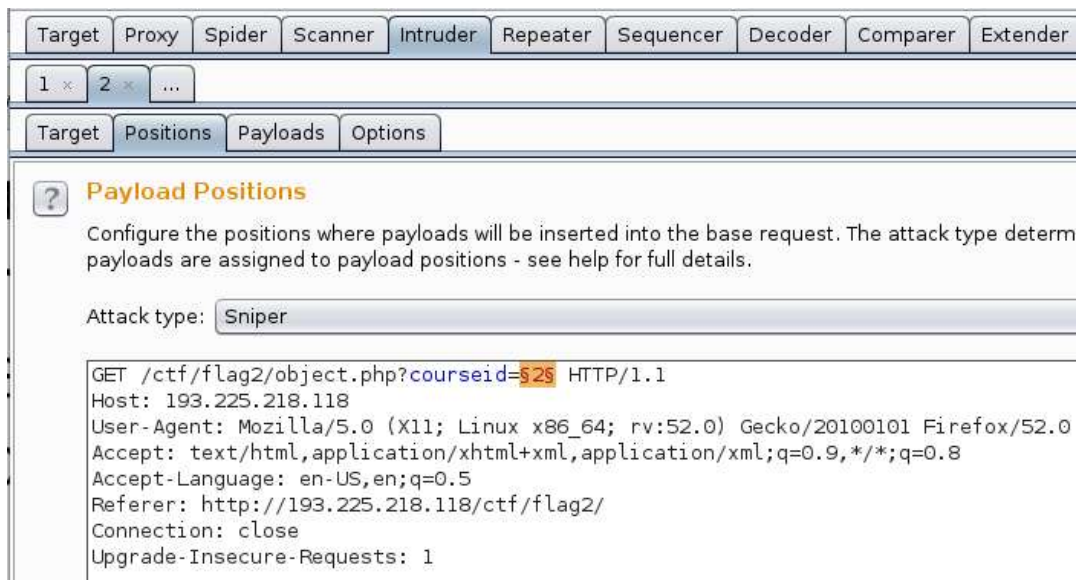 Target Proxy Spider Scanner Intruder Repeater Sequencer Decoder Comparer Extender
1 × 2 × ...
Target Positions Payloads Options
? Payload Positions
Configure the positions where payloads will be inserted into the base request. The attack type determ
payloads are assigned to payload positions - see help for full details.
Attack type: Sniper
GET /ctf/flag2/object.php?courseid=§2§ HTTP/1.1
Host: 193.225.218.118
User-Agent: Mozilla/5.0 (X11; Linux x86_64; rv:52.0) Gecko/20100101 Firefox/52.0
Accept: text/html,application/xhtml+xml,application/xml;q=0.9,*/*;q=0.8
Accept-Language: en-US,en;q=0.5
Referer: http://193.225.218.118/ctf/flag2/
Connection: close
Upgrade-Insecure-Requests: 1